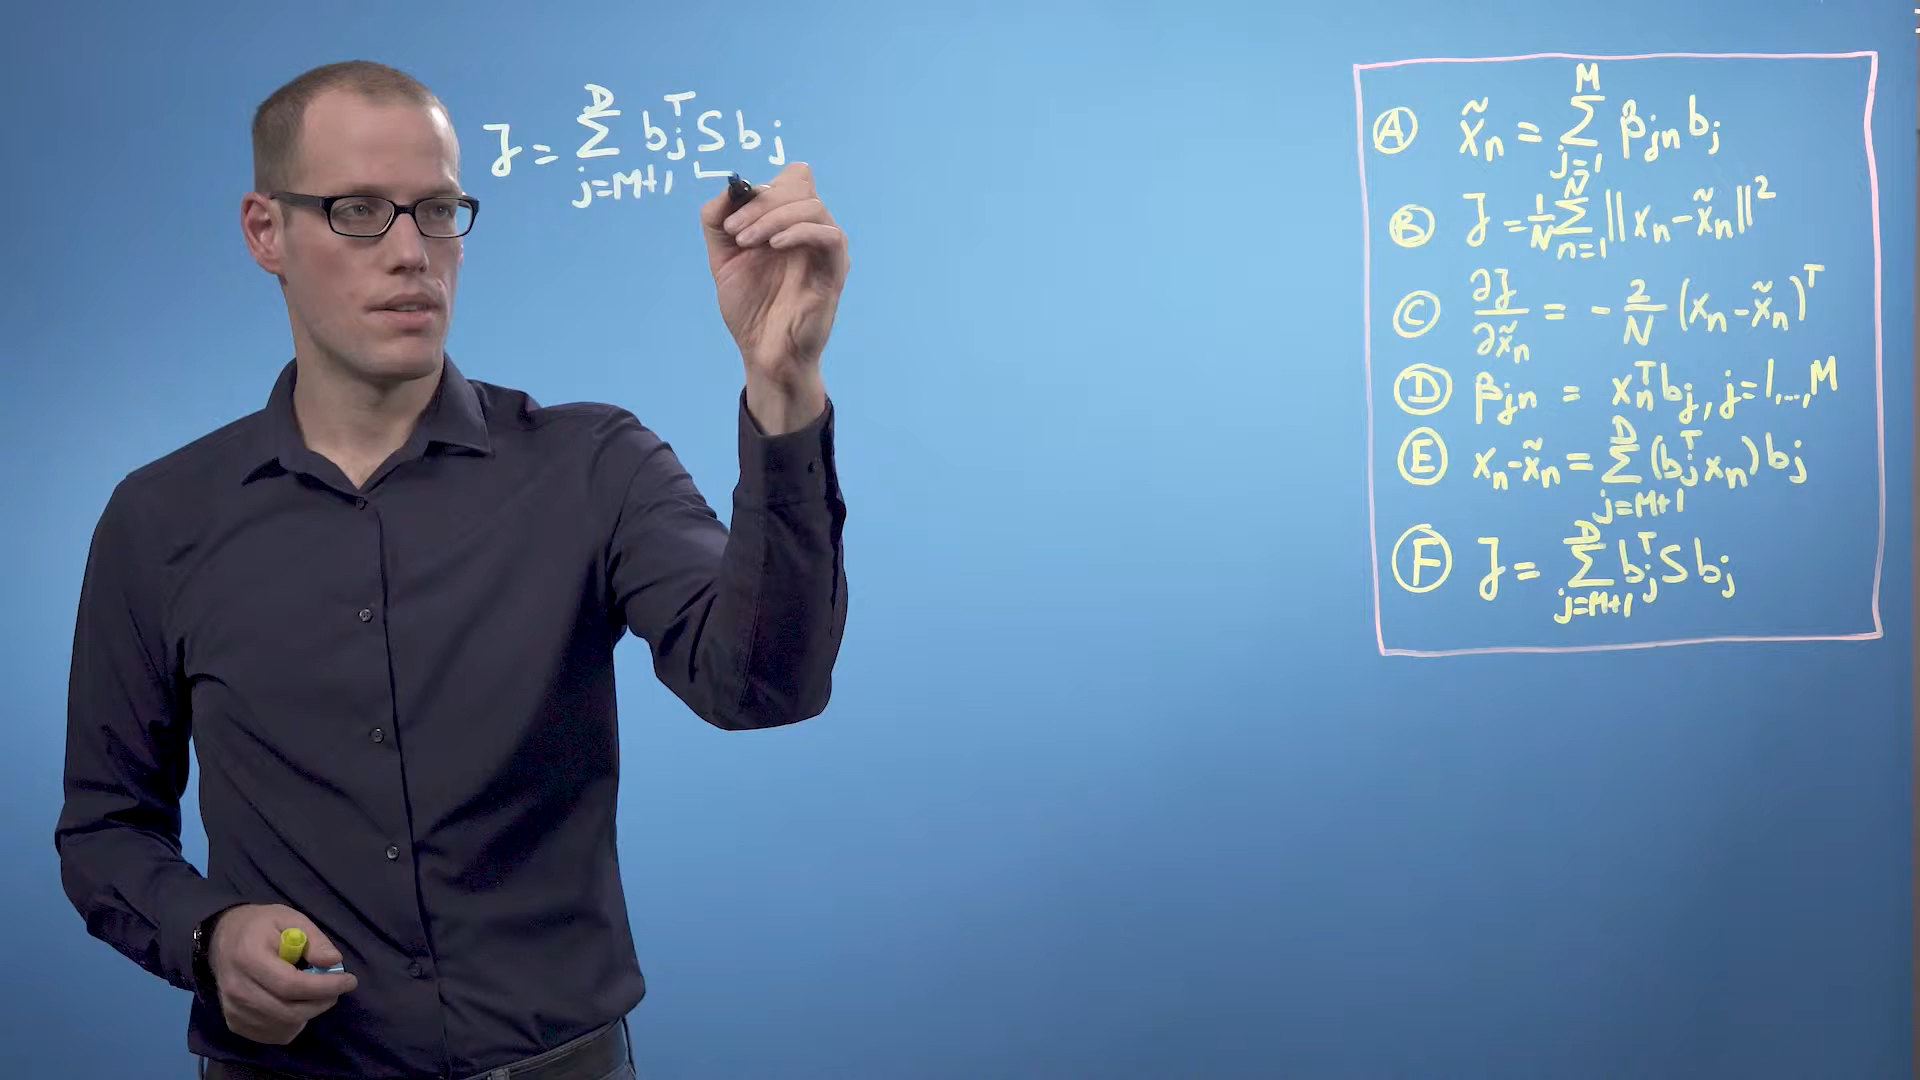 J = Σ_{j=M+1}^{D} b_j^T S b_j
Ⓐ x̃_n = Σ_{j=1}^{M} β_{jn} b_j
Ⓑ J = 1/N Σ_{n=1}^{N} ||x_n - x̃_n||²
Ⓒ ∂J/∂x̃_n = - 2/N (x_n - x̃_n)^T
Ⓓ β_{jn} = x_n^T b_j, j=1,...,M
Ⓔ x_n - x̃_n = Σ_{j=M+1}^{D} (b_j^T x_n) b_j
Ⓕ J = Σ_{j=M+1}^{D} b_j^T S b_j